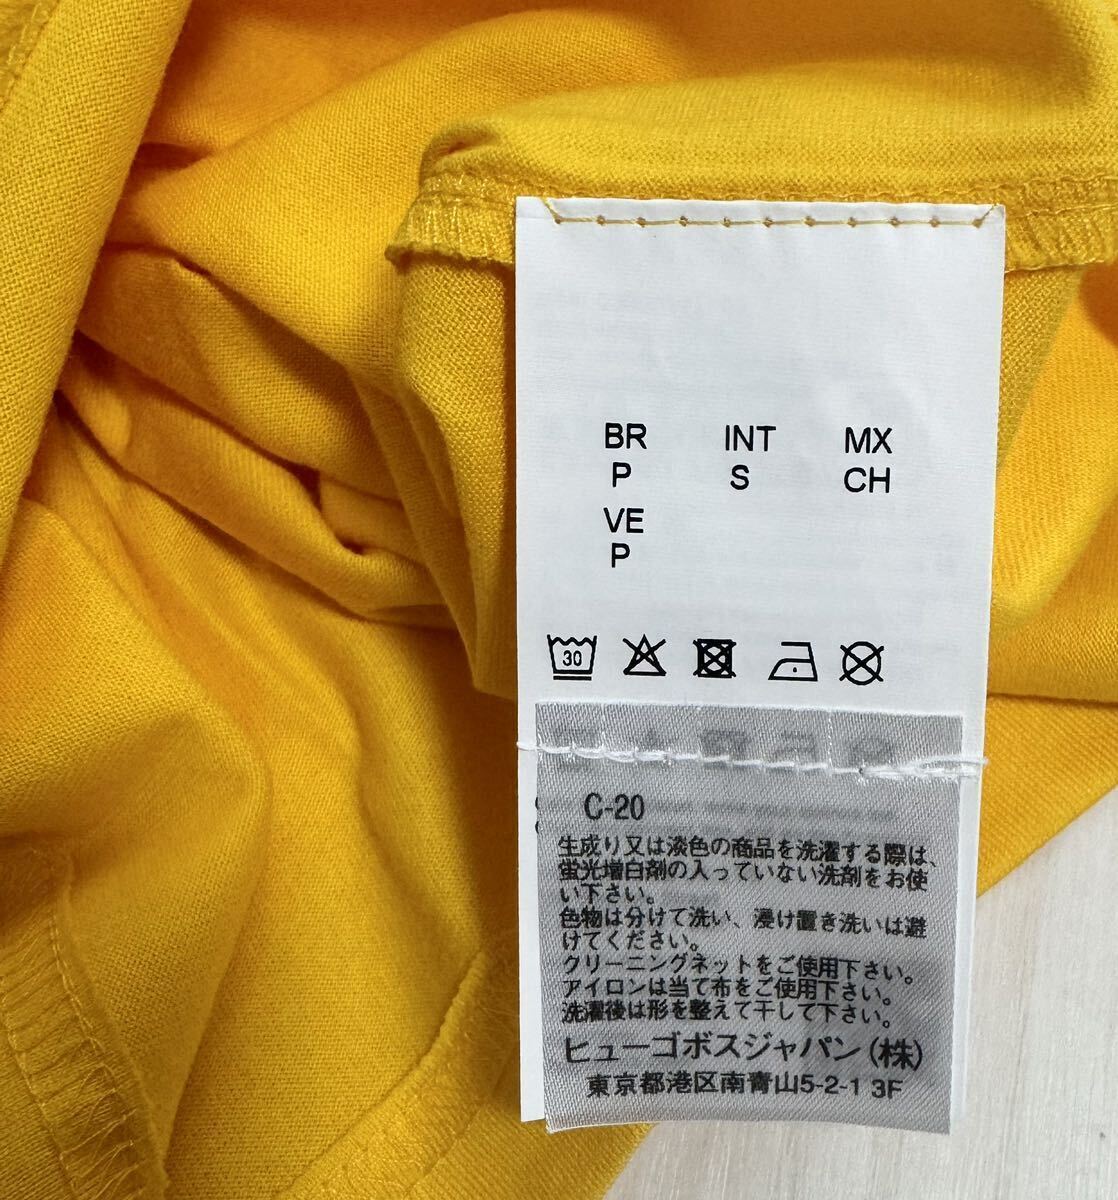 BR INT MX
P S CH
VE
P
30
C-20
生成り又は淡色の商品を洗濯する際は、
蛍光増白剤の入っていない洗剤をお使
い下さい。
色物は分けて洗い、浸け置き洗いは避
けてください。
クリーニングネットをご使用下さい。
アイロンは当て布をご使用下さい。
洗濯後は形を整えて干して下さい。
ヒューゴボスジャパン(株)
東京都港区南青山5-2-1 3F